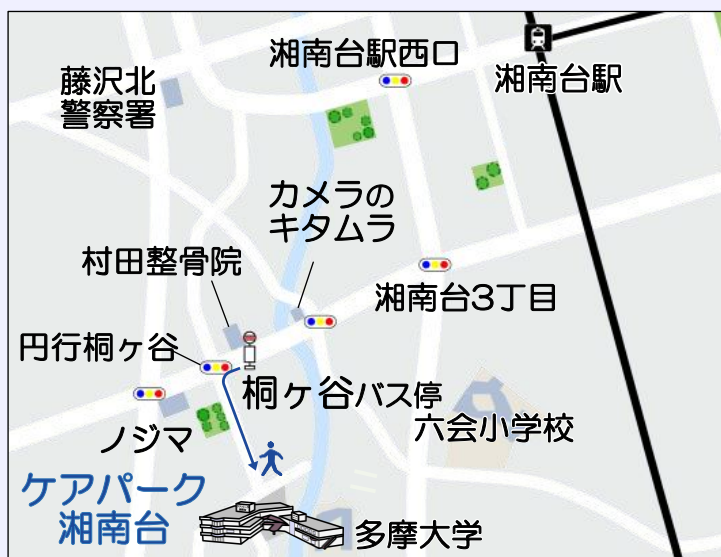 湘南台駅西口
湘南台駅
藤沢北
警察署
カメラの
キタムラ
村田整骨院
湘南台3丁目
円行桐ヶ谷
桐ヶ谷バス停
六会小学校
ノジマ
ケアパーク
湘南台
多摩大学